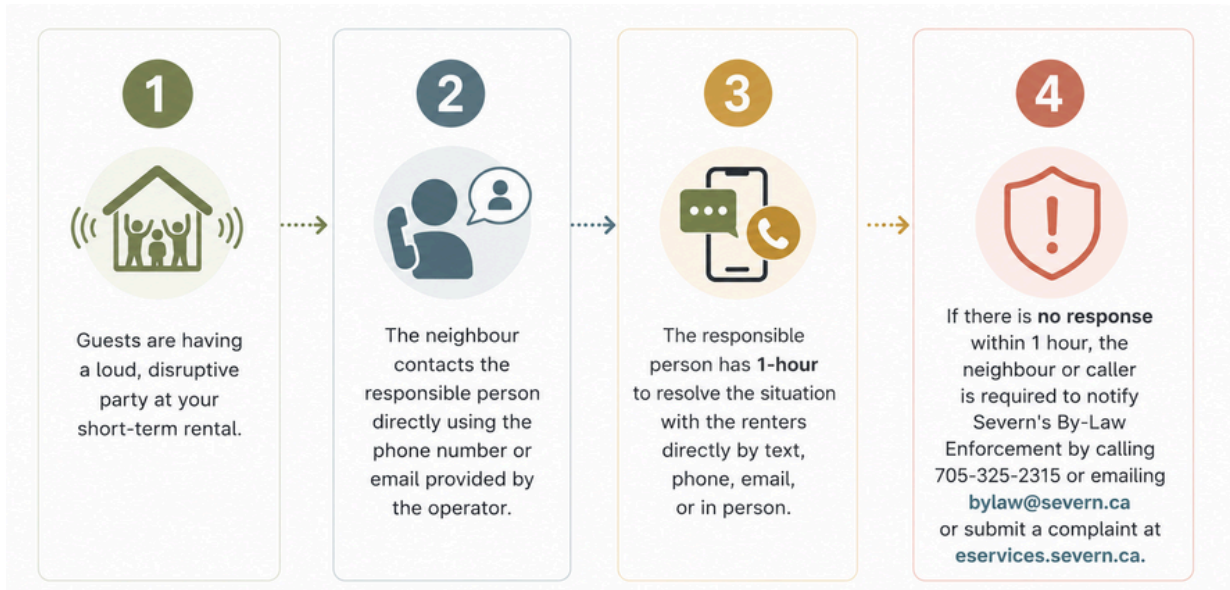 1
Guests are having
a loud, disruptive
party at your
short-term rental.
2
The neighbour
contacts the
responsible person
directly using the
phone number or
email provided by
the operator.
3
The responsible
person has 1-hour
to resolve the situation
with the renters
directly by text,
phone, email,
or in person.
4
If there is no response
within 1 hour, the
neighbour or caller
is required to notify
Severn's By-Law
Enforcement by calling
705-325-2315 or emailing
bylaw@severn.ca
or submit a complaint at
eservices.severn.ca.